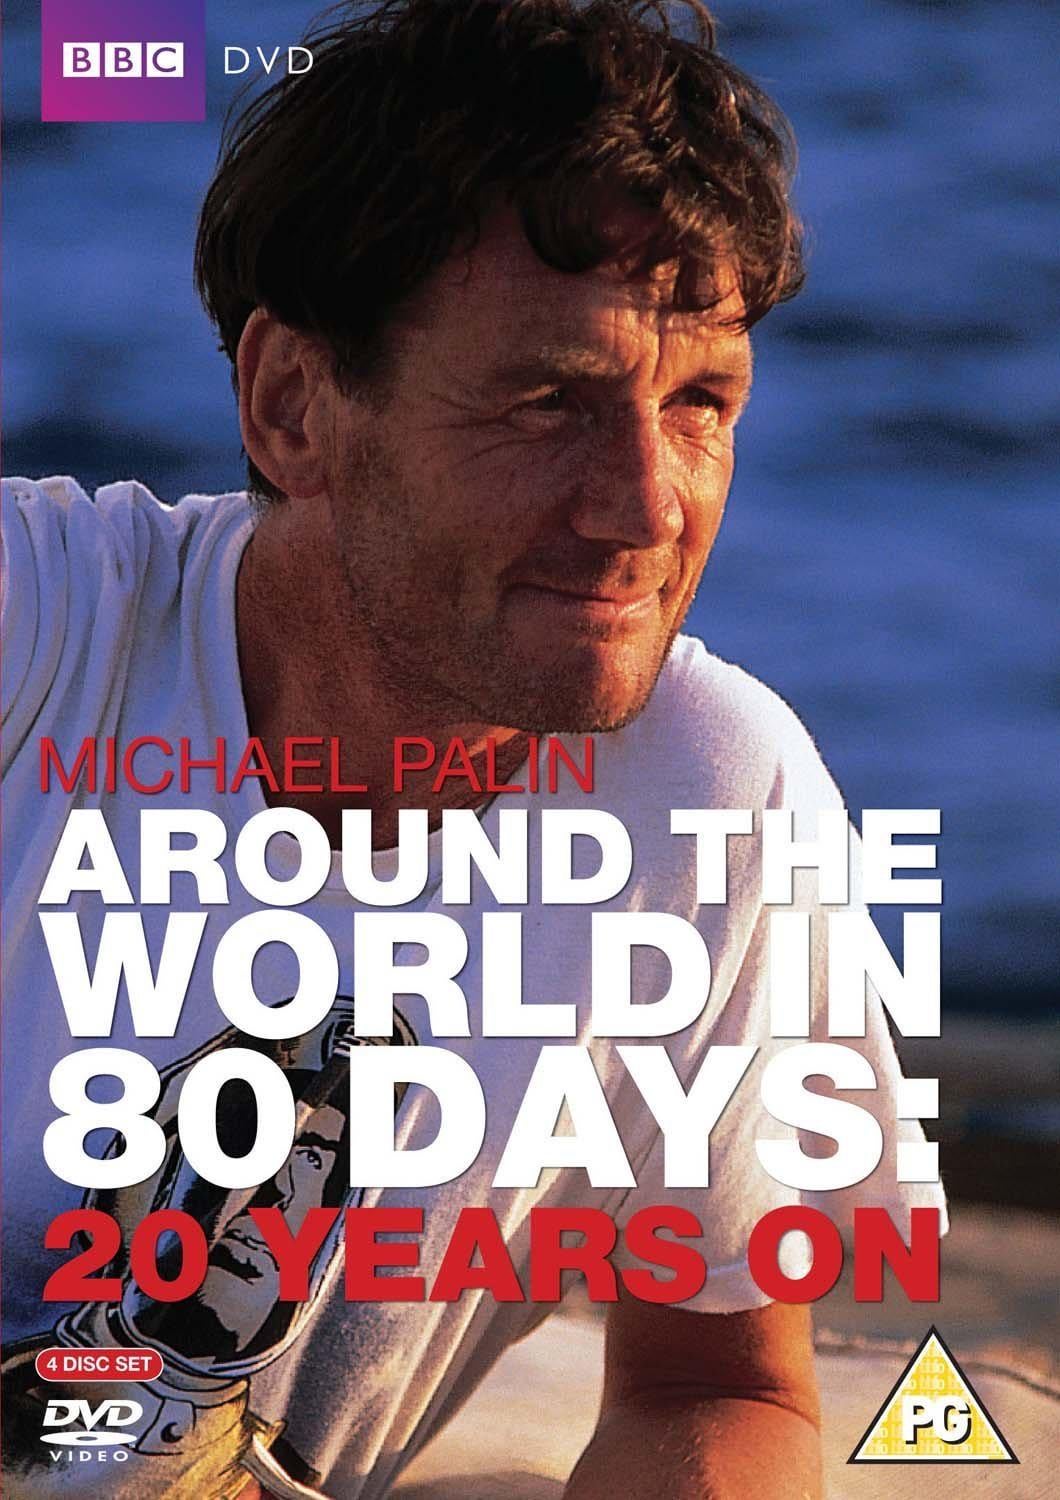 BBC DVD
MICHAEL PALIN
AROUND THE
WORLD IN
80 DAYS:
20 YEARS ON
4 DISC SET
DVD
VIDEO
PG